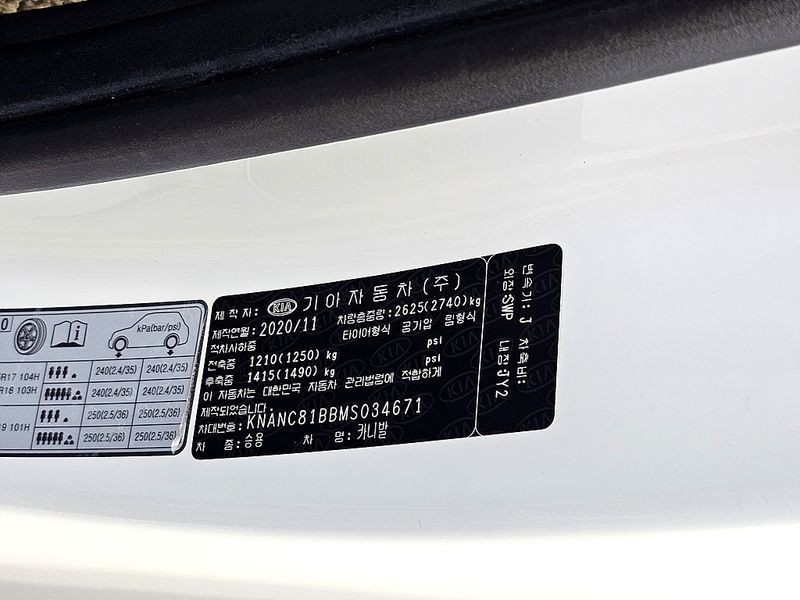 0 i kPa(bar/psi)
R17 104H 240(2.4/35) 240(2.4/35)
R18 103H 240(2.4/35) 240(2.4/35)
250(2.5/36) 250(2.5/36)
19 101H 250(2.5/36) 250(2.5/36)
제작자: KIA 기아자동차(주)
제작연월: 2020/11 차량총중량: 2625(2740)kg
적차시하중 타이어형식 공기압 림형식
전축중 1210(1250) kg psi
후축중 1415(1490) kg psi
이 자동차는 대한민국 자동차 관리법령에 적합하게
제작되었습니다.
차대번호: KNANC81BBMS034671
차 종: 승용 차 명: 카니발
변속기: J 차축비:
외장:SWP 내장:JY2